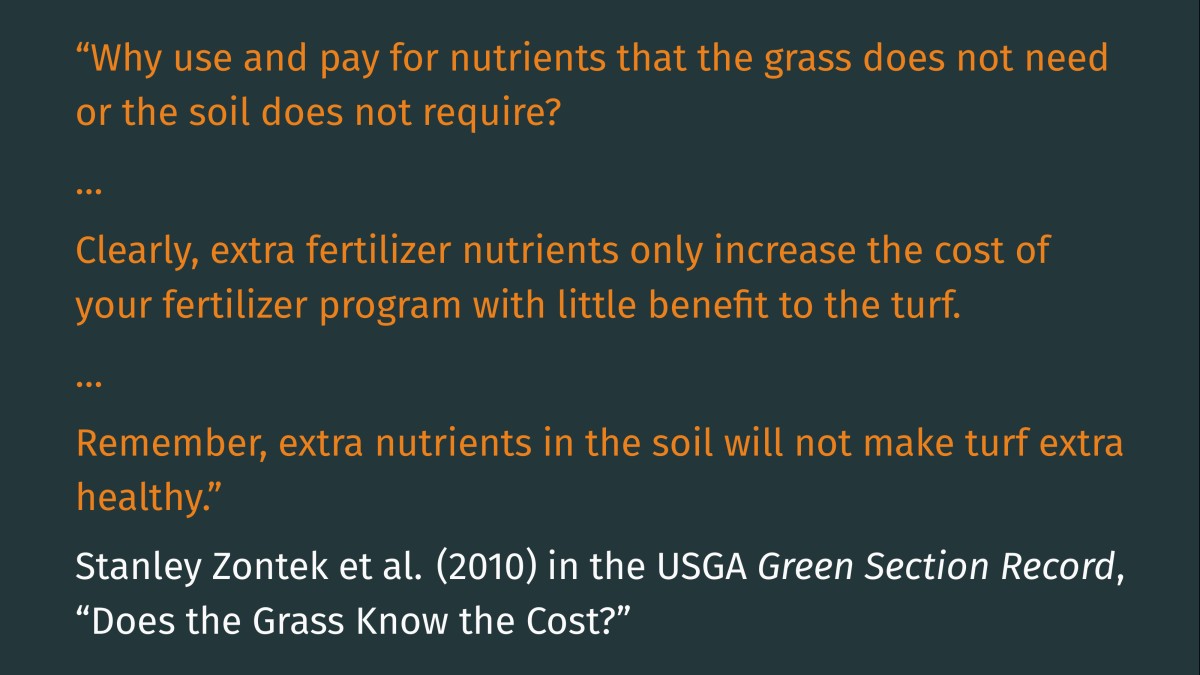 “Why use and pay for nutrients that the grass does not need
or the soil does not require?
...
Clearly, extra fertilizer nutrients only increase the cost of
your fertilizer program with little benefit to the turf.
...
Remember, extra nutrients in the soil will not make turf extra
healthy.”
Stanley Zontek et al. (2010) in the USGA Green Section Record,
“Does the Grass Know the Cost?”